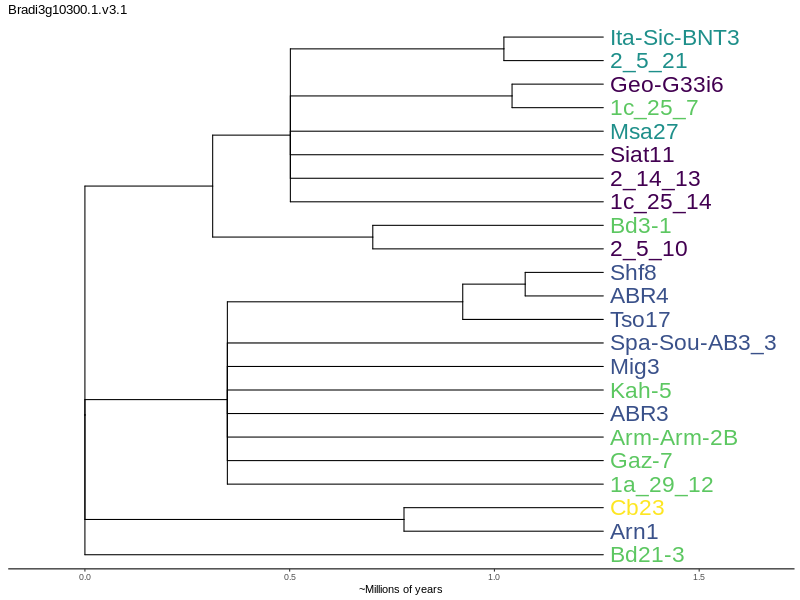 Bradi3g10300.1.v3.1
Ita-Sic-BNT3
2_5_21
Geo-G33i6
1c_25_7
Msa27
Siat11
2_14_13
1c_25_14
Bd3-1
2_5_10
Shf8
ABR4
Tso17
Spa-Sou-AB3_3
Mig3
Kah-5
ABR3
Arm-Arm-2B
Gaz-7
1a_29_12
Cb23
Arn1
Bd21-3
0.0 0.5 1.0 1.5
~Millions of years